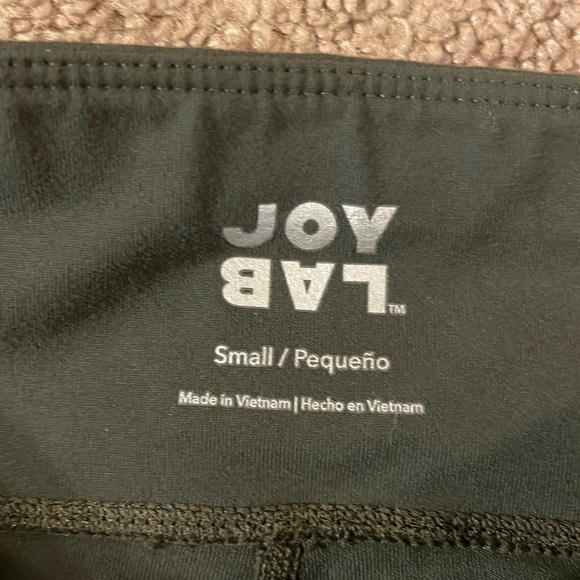 JOY
LAB™
Small / Pequeño
Made in Vietnam | Hecho en Vietnam